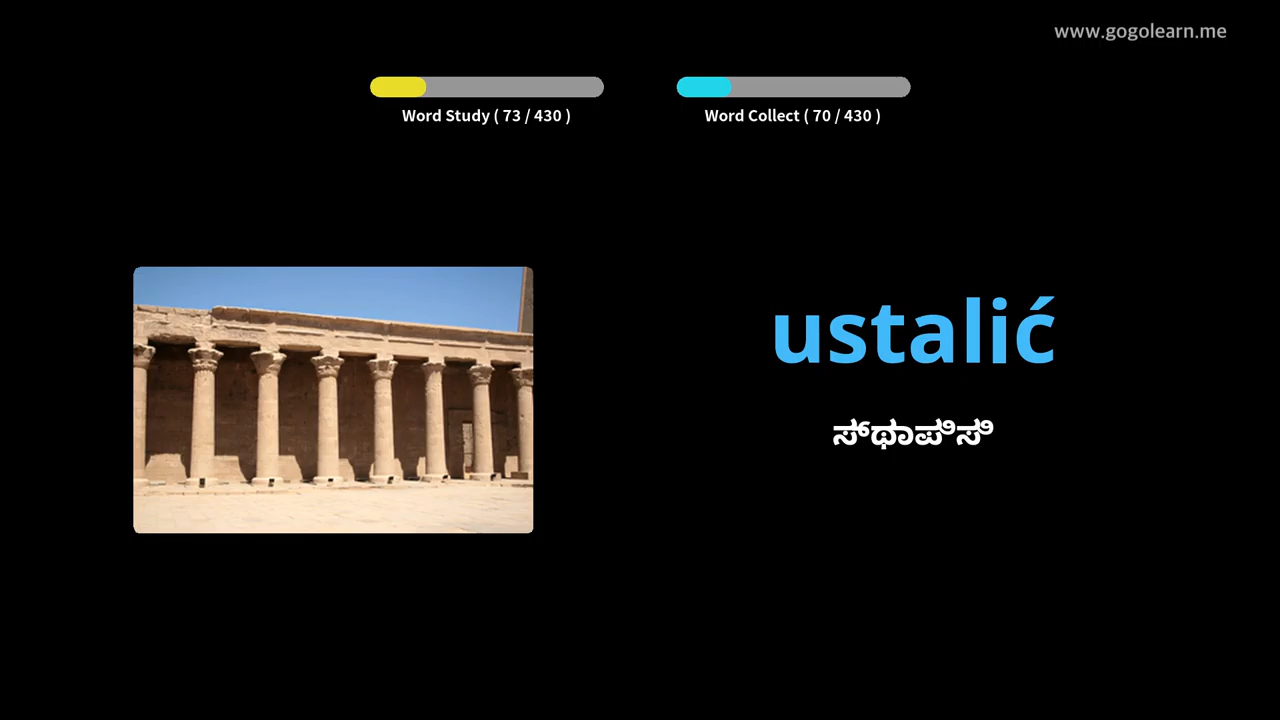 www.gogolearn.me
Word Study ( 73 / 430 )
Word Collect ( 70 / 430 )
ustalić
ಸ್ಥಾಪಿಸಿ